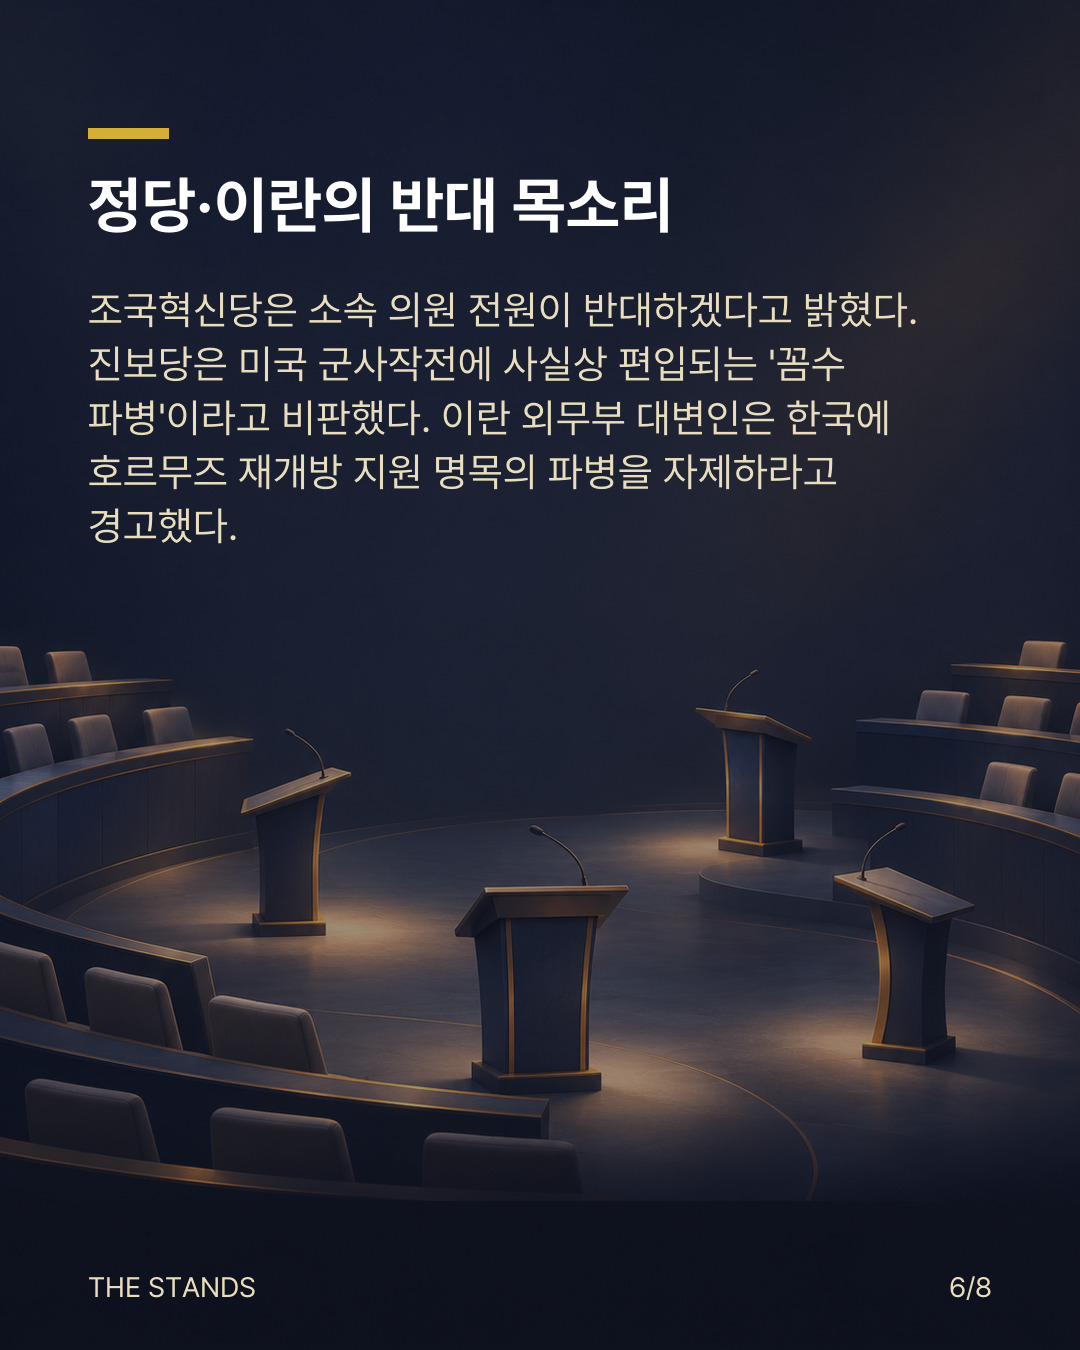 정당·이란의 반대 목소리
조국혁신당은 소속 의원 전원이 반대하겠다고 밝혔다.
진보당은 미국 군사작전에 사실상 편입되는 '꼼수
파병'이라고 비판했다. 이란 외무부 대변인은 한국에
호르무즈 재개방 지원 명목의 파병을 자제하라고
경고했다.
THE STANDS
6/8